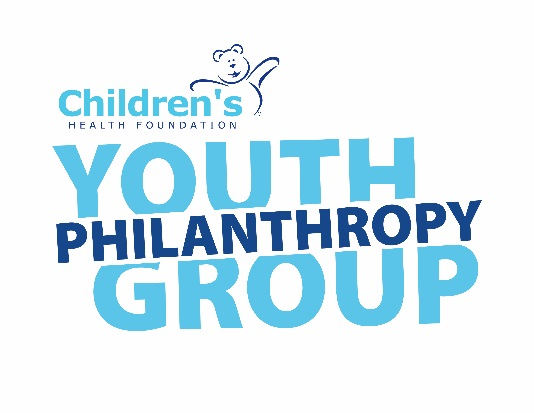 Children's
HEALTH FOUNDATION
YOUTH
PHILANTHROPY
GROUP